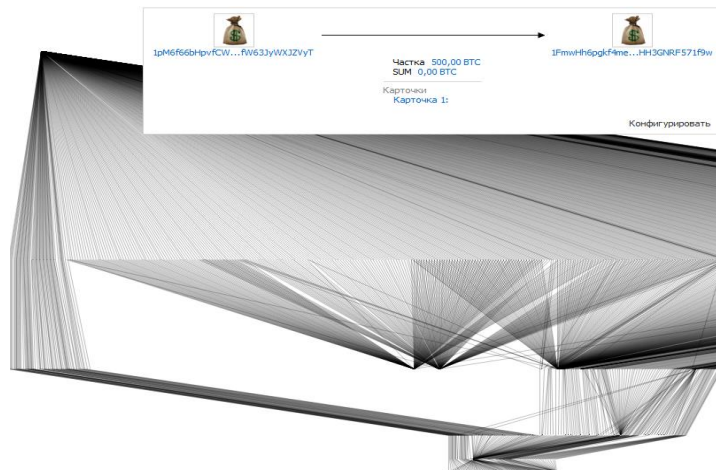 1pM6f66bHpvfCW...fW63JyWXJZVyT
1FmwHh6pgkf4me...HH3GNRF571f9w
Частка 500,00 BTC
SUM 0,00 BTC
Карточки
Карточка 1:
Конфигурировать